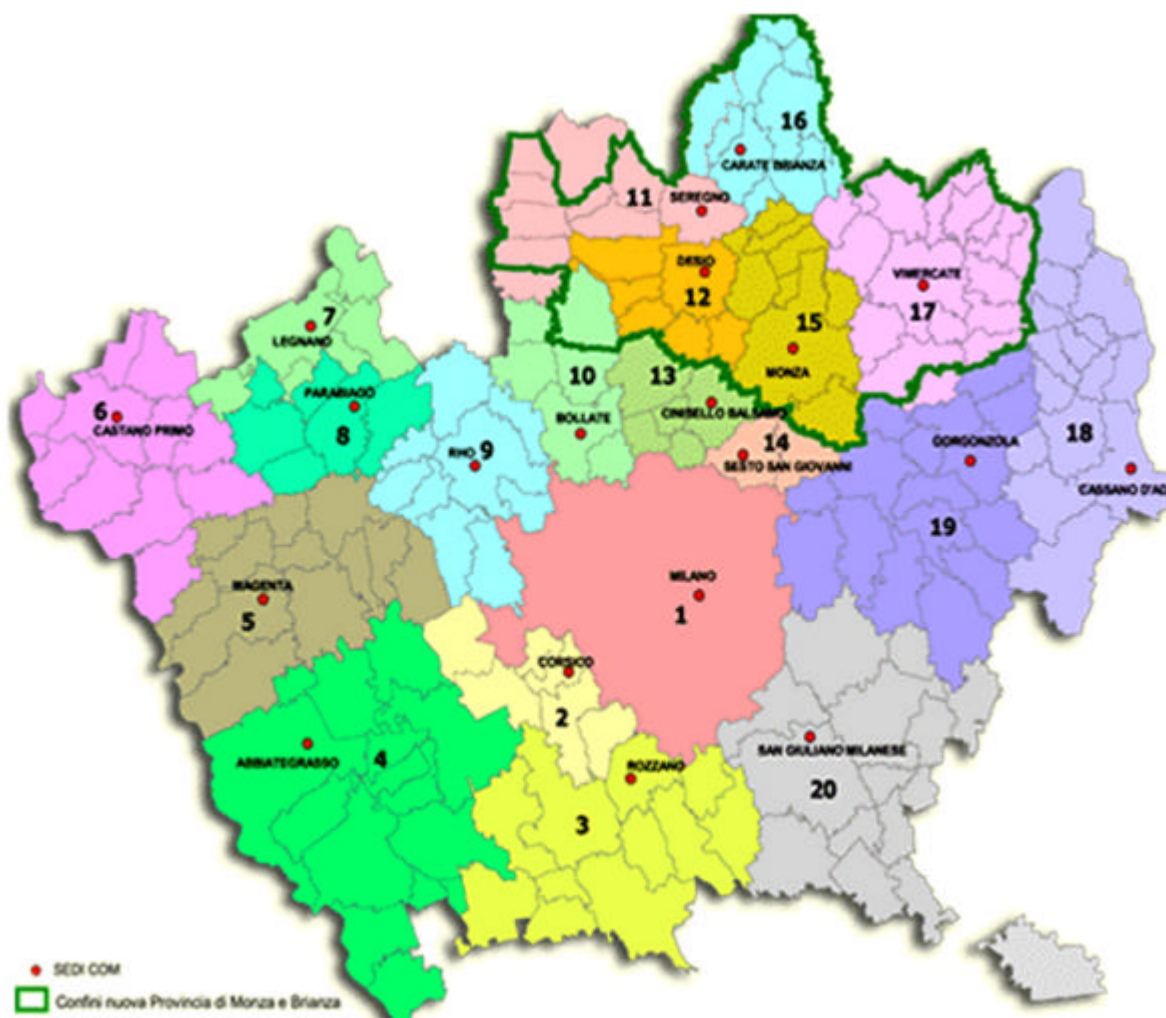 16
CARATE BRIANZA
11
SEREGNO
DESIO
12
VIMERCATE
17
7
LEGNANO
15
MONZA
10
13
PARABIAGO
CINISELLO BALSAMO
6
CASTANO PRIMO
BOLLATE
8
14
SESTO SAN GIOVANNI
RHO 9
GORGONZOLA
18
CASSANO D'AD
19
MAGENTA
5
MILANO
1
CORSICO
2
ABBIATEGRASSO
4
SAN GIULIANO MILANESE
20
ROZZANO
3
SEDI COM
Confini nuova Provincia di Monza e Brianza